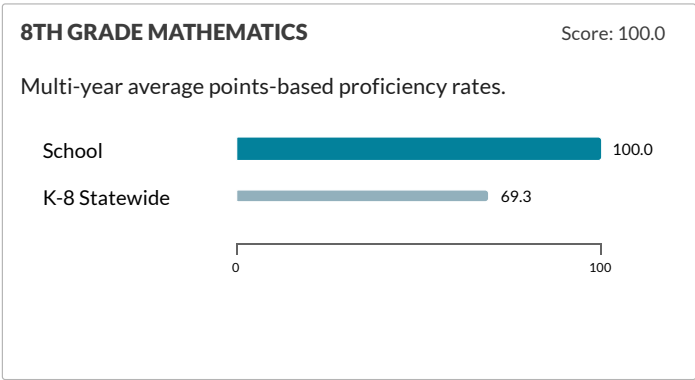 8TH GRADE MATHEMATICS Score: 100.0
Multi-year average points-based proficiency rates.
School 100.0
K-8 Statewide 69.3
0 100